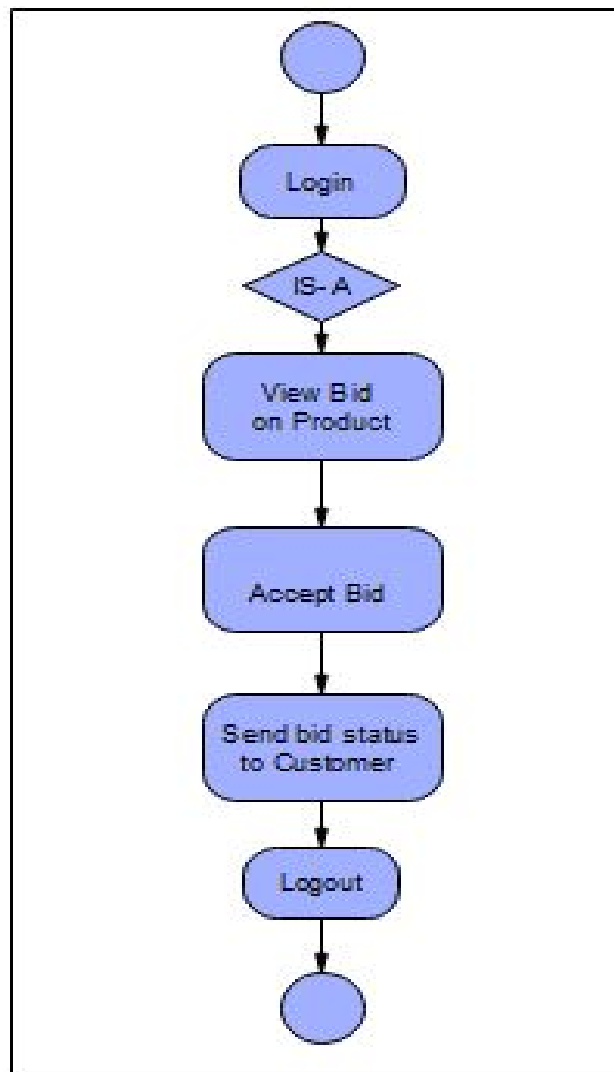 Login
IS- A
View Bid
on Product
Accept Bid
Send bid status
to Customer
Logout